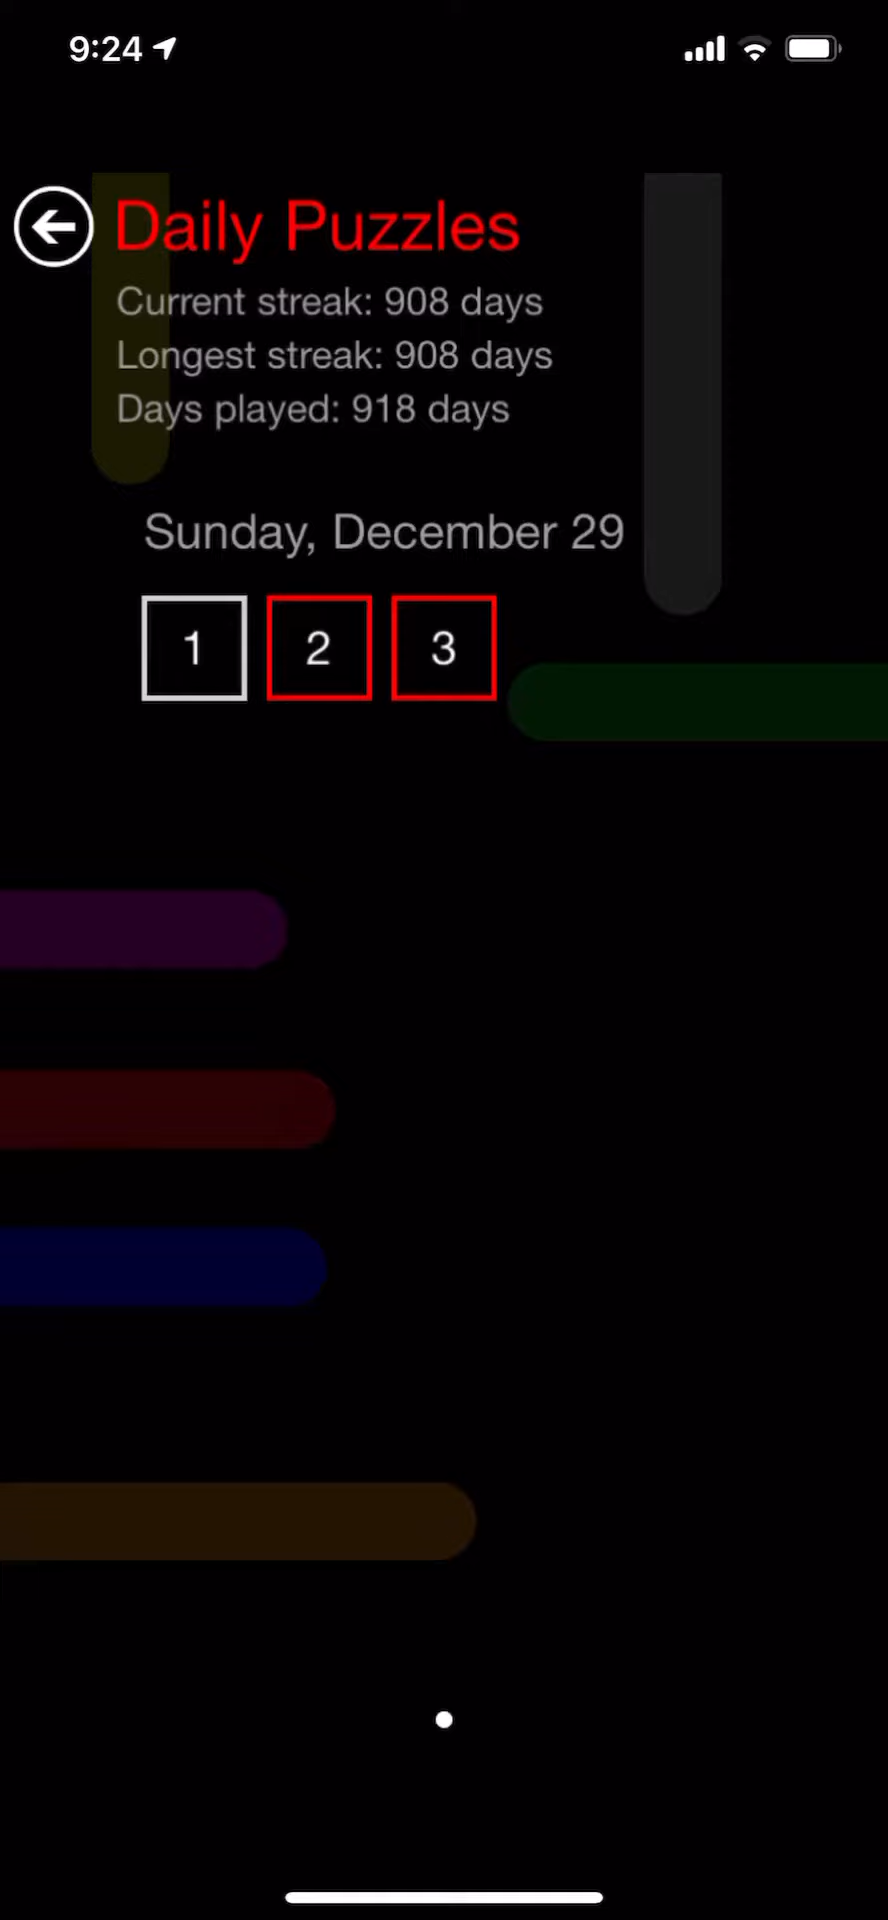 9:24
Daily Puzzles
Current streak: 908 days
Longest streak: 908 days
Days played: 918 days
Sunday, December 29
1 2 3